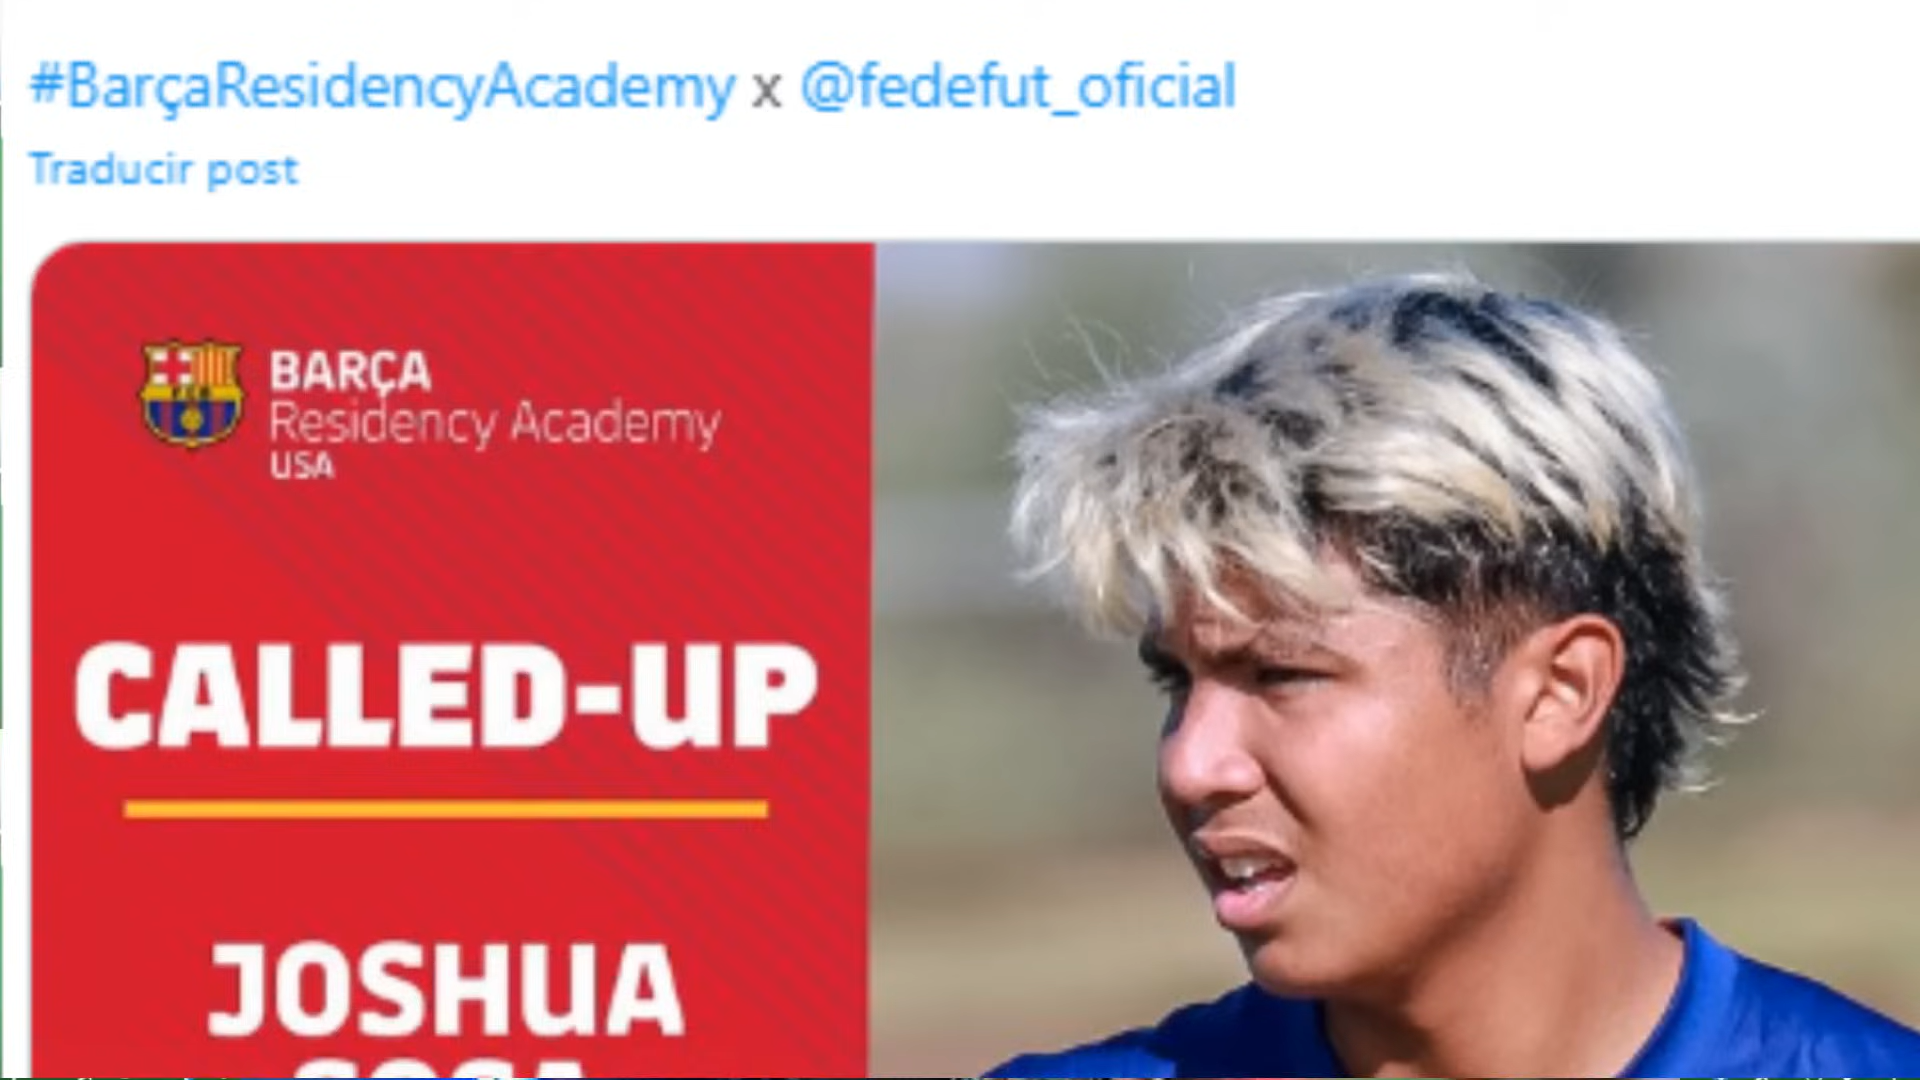 #BarçaResidencyAcademy x @fedefut_oficial
Traducir post
BARÇA
Residency Academy
USA
CALLED-UP
JOSHUA